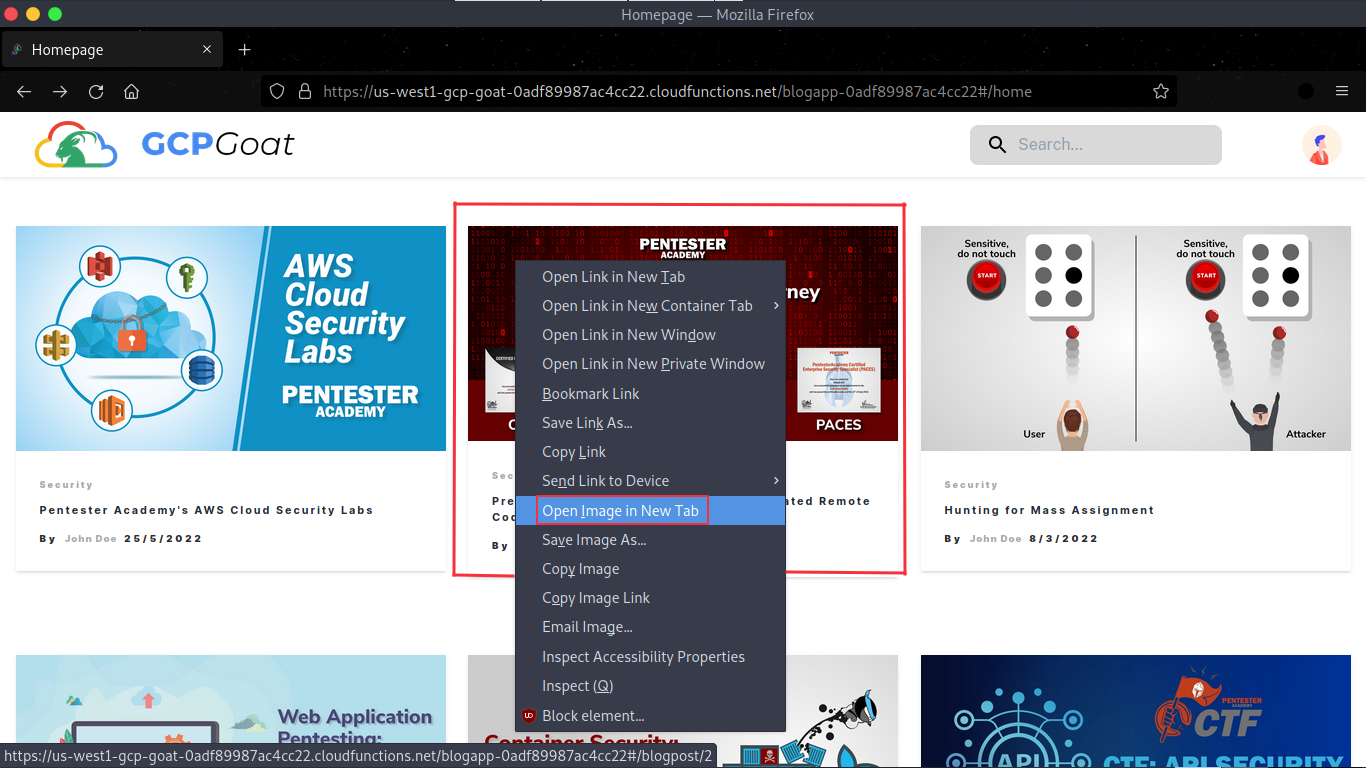 Homepage — Mozilla Firefox
Homepage
https://us-west1-gcp-goat-0adf89987ac4cc22.cloudfunctions.net/blogapp-0adf89987ac4cc22#/home
GCPGoat
Search...
AWS
Cloud
Security
Labs
PENTESTER
ACADEMY
PENTESTER
ACADEMY
rney
PACES
Sensitive,
do not touch
START
User
Sensitive,
do not touch
START
Attacker
Open Link in New Tab
Open Link in New Container Tab
Open Link in New Window
Open Link in New Private Window
Bookmark Link
Save Link As...
Copy Link
Send Link to Device
Open Image in New Tab
Save Image As...
Copy Image
Copy Image Link
Email Image...
Inspect Accessibility Properties
Inspect (Q)
Block element...
Security
Pentester Academy's AWS Cloud Security Labs
By John Doe 25/5/2022
Sec
Pre
ated Remote
Co
By
Security
Hunting for Mass Assignment
By John Doe 8/3/2022
Web Application
Pentesting:
Container Security:
PENTESTER
ACADEMY
CTF
API
CTF: API SECURITY
https://us-west1-gcp-goat-0adf89987ac4cc22.cloudfunctions.net/blogapp-0adf89987ac4cc22#/blogpost/2